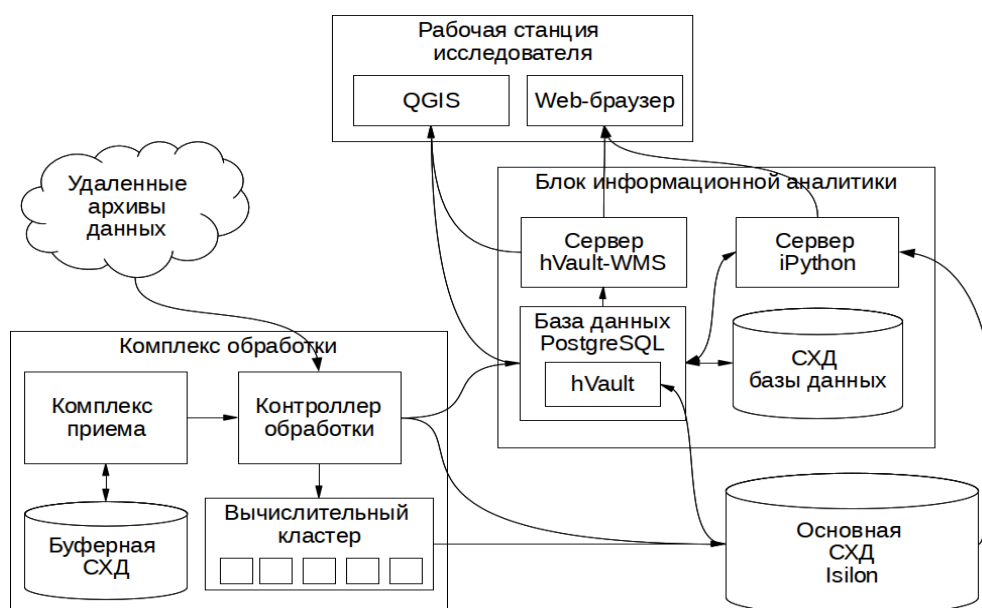 Рабочая станция
исследователя
QGIS
Web-браузер
Удаленные
архивы
данных
Блок информационной аналитики
Сервер
hVault-WMS
Сервер
iPython
База данных
PostgreSQL
hVault
СХД
базы данных
Комплекс обработки
Комплекс
приема
Контроллер
обработки
Буферная
СХД
Вычислительный
кластер
Основная
СХД
Isilon